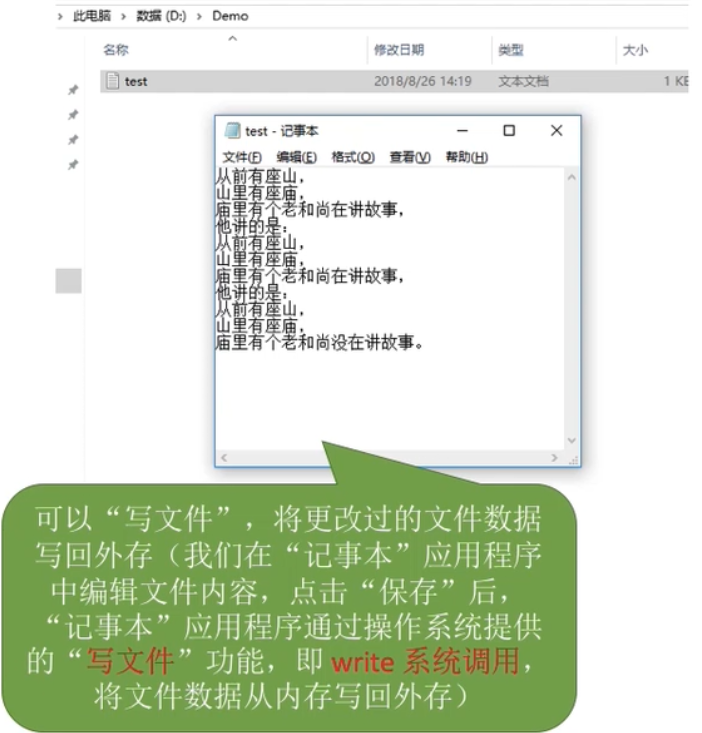 此电脑 > 数据 (D:) > Demo
名称 修改日期 类型 大小
test 2018/8/26 14:19 文本文档 1 KB
test - 记事本
文件(F) 编辑(E) 格式(O) 查看(V) 帮助(H)
从前有座山，
山里有座庙，
庙里有个老和尚在讲故事，
他讲的是：
从前有座山，
山里有座庙，
庙里有个老和尚在讲故事，
他讲的是：
从前有座山，
山里有座庙，
庙里有个老和尚没在讲故事。
可以“写文件”，将更改过的文件数据
写回外存（我们在“记事本”应用程序
中编辑文件内容，点击“保存”后，
“记事本”应用程序通过操作系统提供
的“写文件”功能，即 write 系统调用，
将文件数据从内存写回外存）